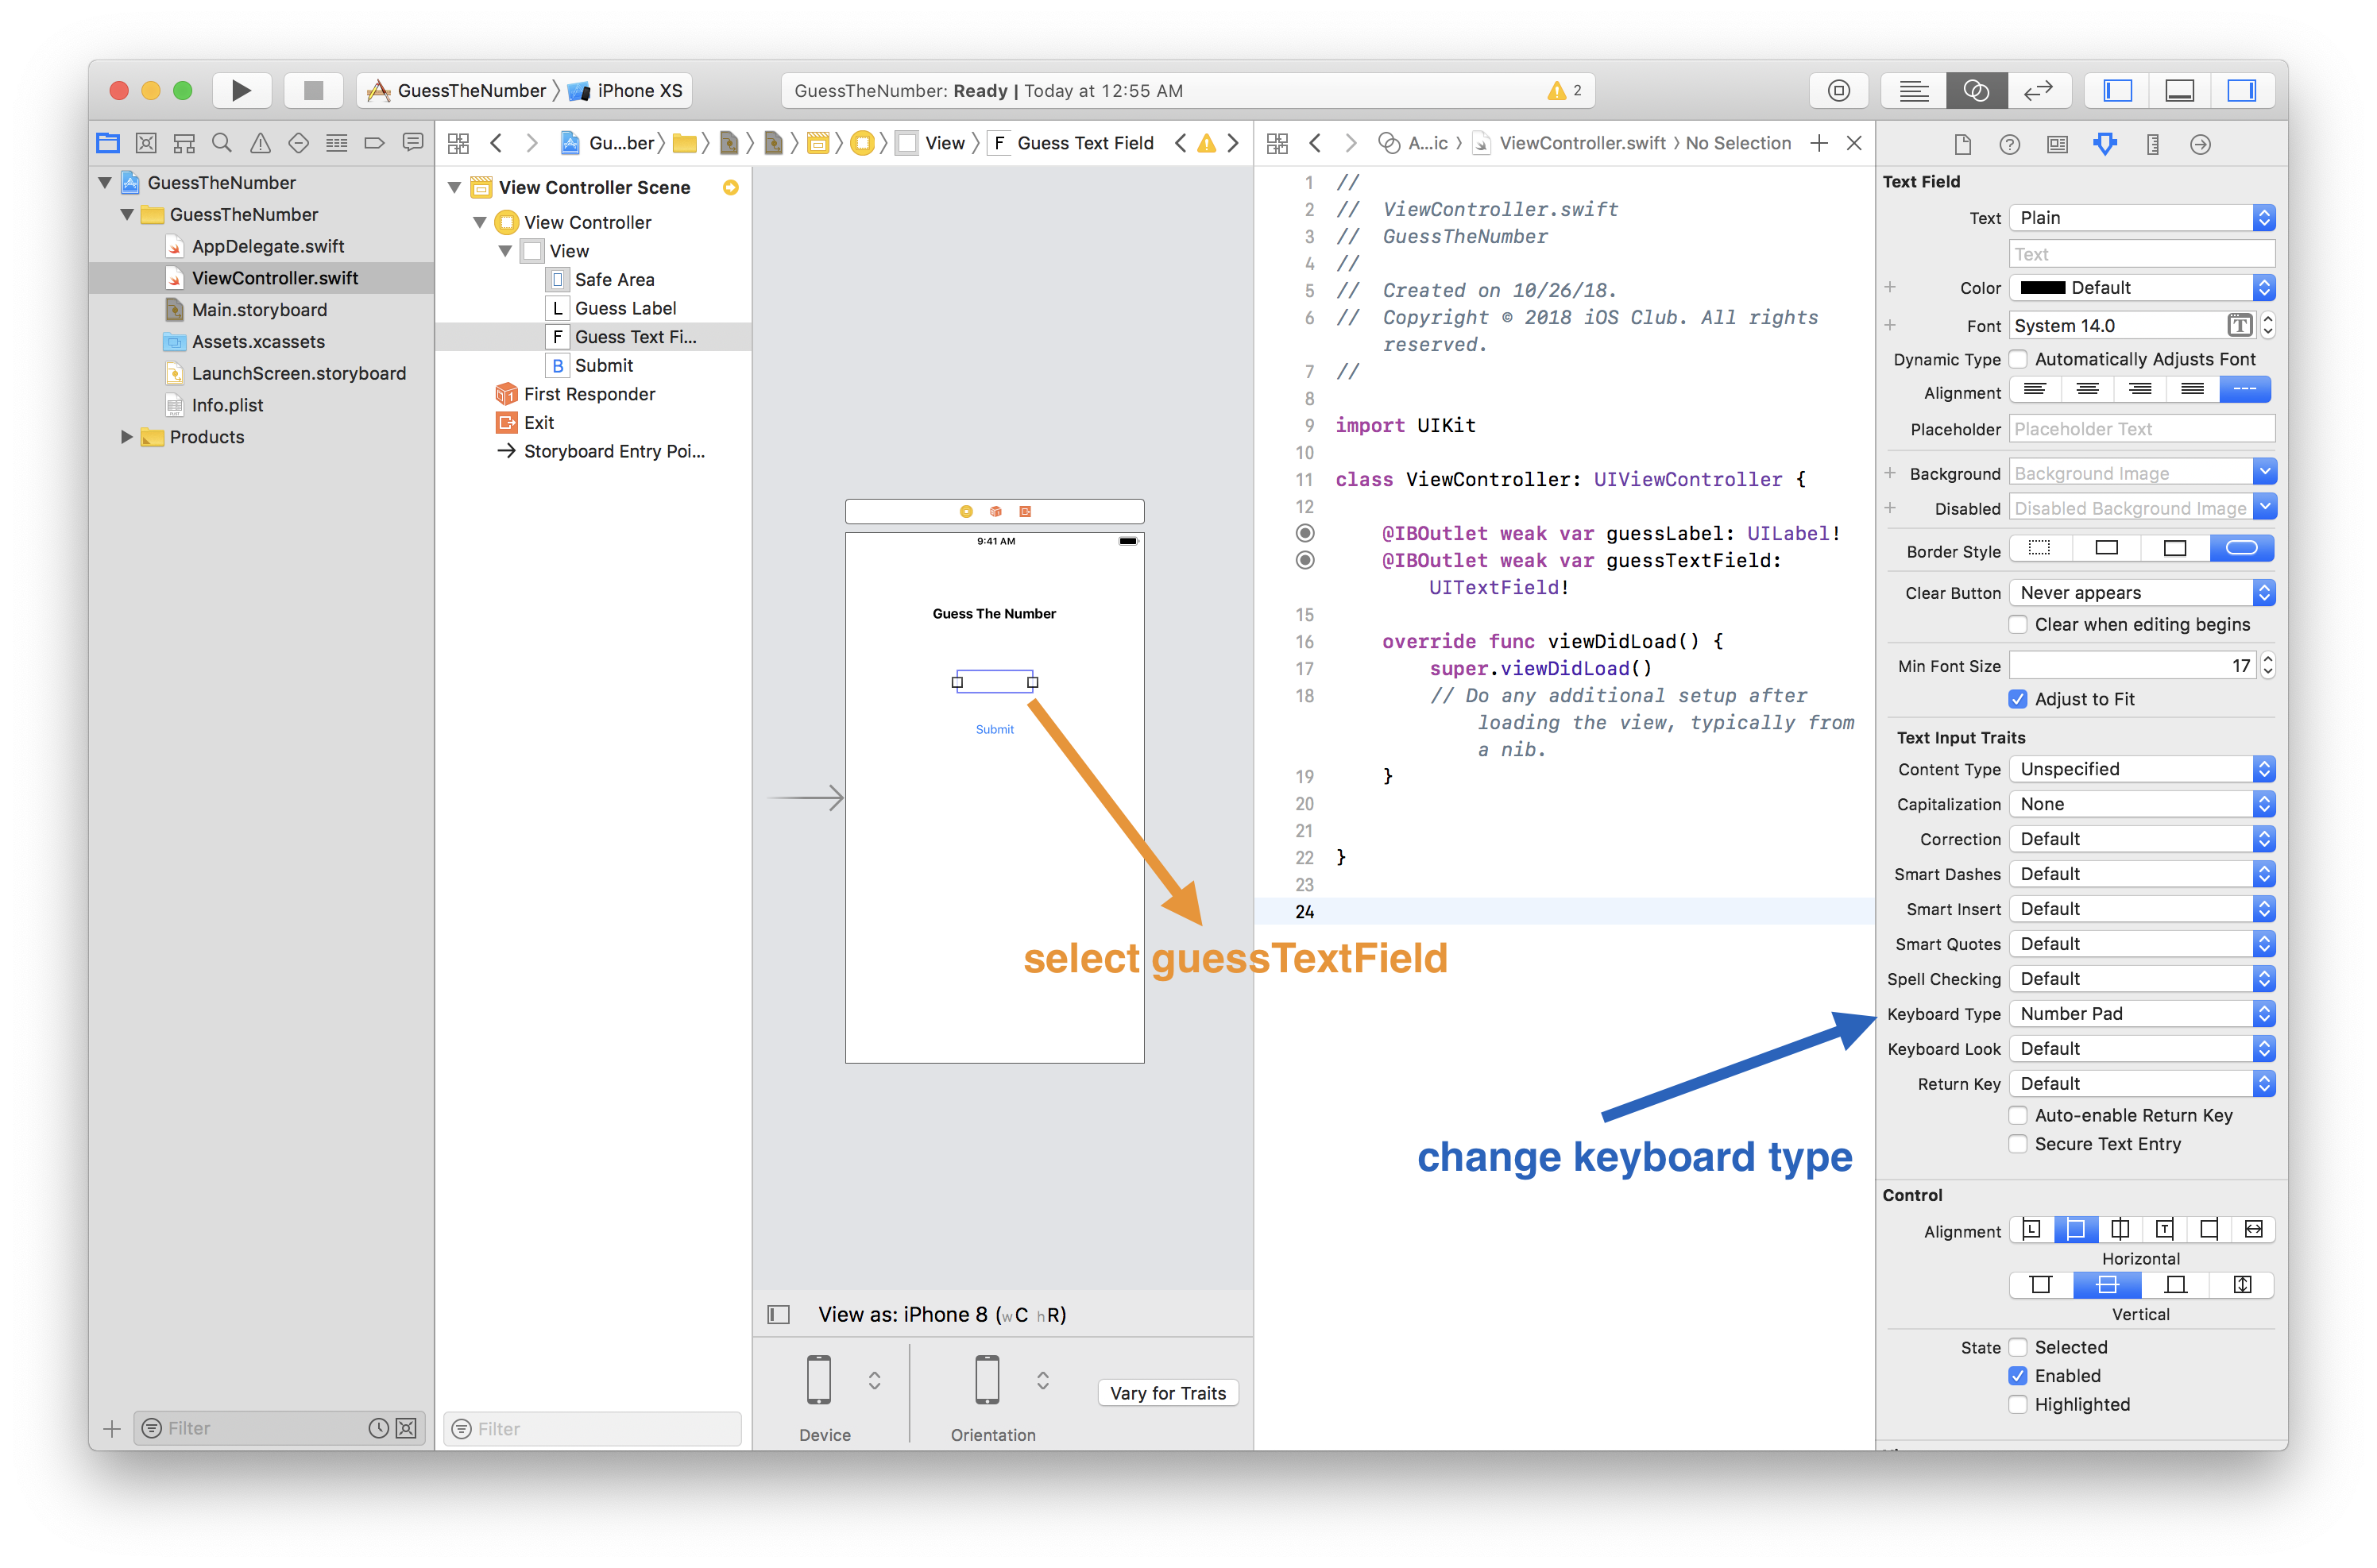 GuessTheNumber
iPhone XS
GuessTheNumber: Ready | Today at 12:55 AM
2
GuessTheNumber
GuessTheNumber
AppDelegate.swift
ViewController.swift
Main.storyboard
Assets.xcassets
LaunchScreen.storyboard
Info.plist
Products
Filter
Gu...ber
View
F
Guess Text Field
View Controller Scene
View Controller
View
Safe Area
L Guess Label
F Guess Text Fi...
B Submit
First Responder
Exit
Storyboard Entry Poi...
Filter
9:41 AM
Guess The Number
Submit
select guessTextField
View as: iPhone 8 (wC hR)
Device
Orientation
Vary for Traits
A...ic
ViewController.swift
No Selection
1 //
2 //  ViewController.swift
3 //  GuessTheNumber
4 //
5 //  Created on 10/26/18.
6 //  Copyright © 2018 iOS Club. All rights
reserved.
7 //
8
9 import UIKit
10
11 class ViewController: UIViewController {
12
@IBOutlet weak var guessLabel: UILabel!
@IBOutlet weak var guessTextField:
UITextField!
15
16 override func viewDidLoad() {
17 super.viewDidLoad()
18 // Do any additional setup after
loading the view, typically from
a nib.
19 }
20
21
22 }
23
24
change keyboard type
Text Field
Text Plain
Text
Color Default
Font System 14.0
Dynamic Type Automatically Adjusts Font
Alignment
Placeholder Placeholder Text
Background Background Image
Disabled Disabled Background Image
Border Style
Clear Button Never appears
Clear when editing begins
Min Font Size 17
Adjust to Fit
Text Input Traits
Content Type Unspecified
Capitalization None
Correction Default
Smart Dashes Default
Smart Insert Default
Smart Quotes Default
Spell Checking Default
Keyboard Type Number Pad
Keyboard Look Default
Return Key Default
Auto-enable Return Key
Secure Text Entry
Control
Alignment
Horizontal
Vertical
State Selected
Enabled
Highlighted